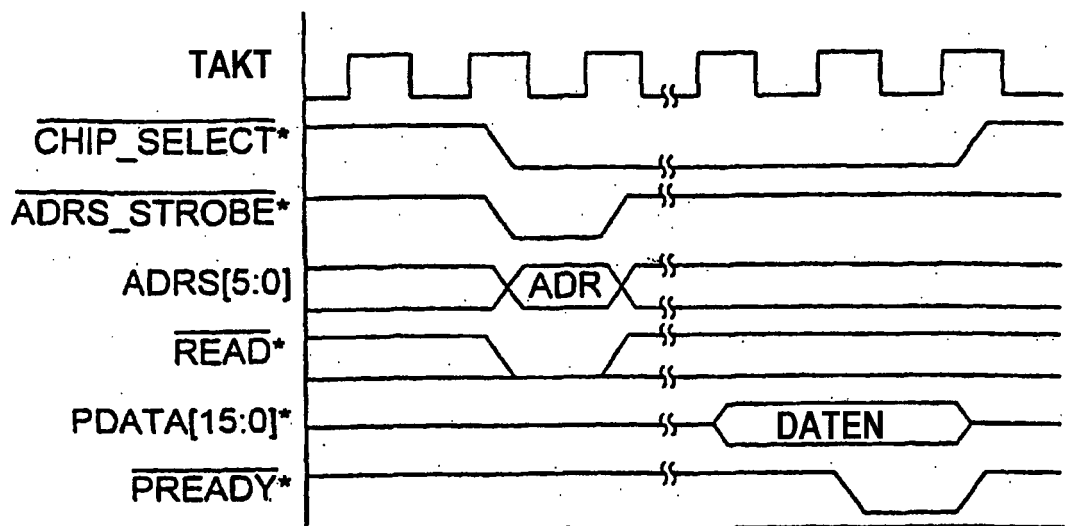 TAKT
CHIP_SELECT*
ADRS_STROBE*
ADRS[5:0]
ADR
READ*
PDATA[15:0]*
DATEN
PREADY*